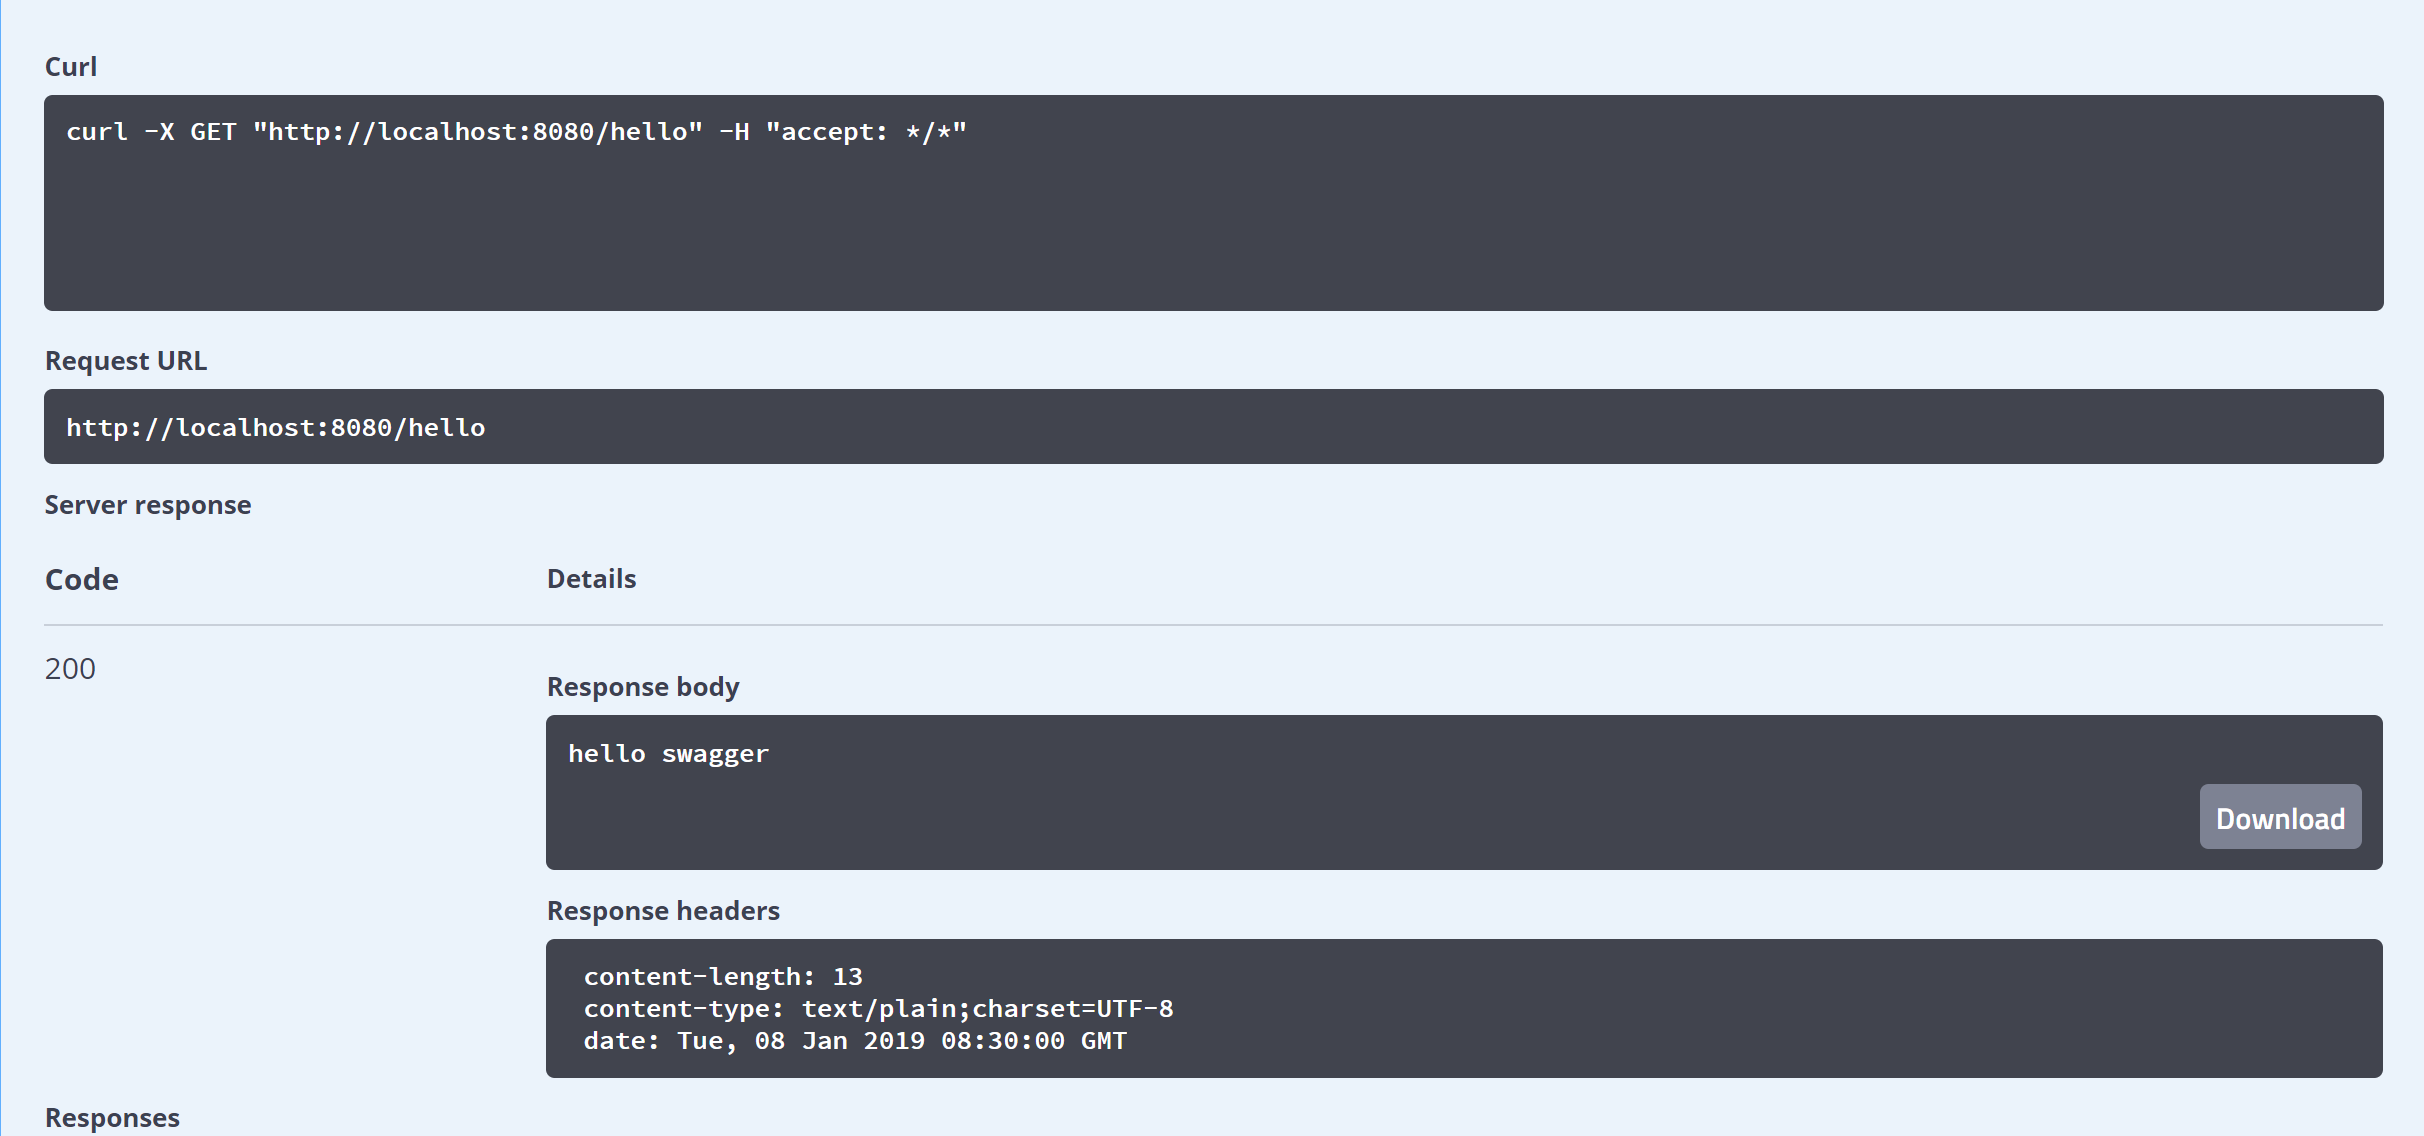 Curl
curl -X GET "http://localhost:8080/hello" -H "accept: */*"
Request URL
http://localhost:8080/hello
Server response
Code
Details
200
Response body
hello swagger
Download
Response headers
content-length: 13
content-type: text/plain;charset=UTF-8
date: Tue, 08 Jan 2019 08:30:00 GMT
Responses